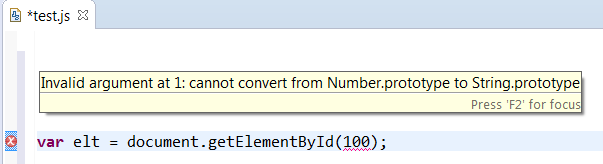 *test.js
Invalid argument at 1: cannot convert from Number.prototype to String.prototype
Press 'F2' for focus
var elt = document.getElementById(100);